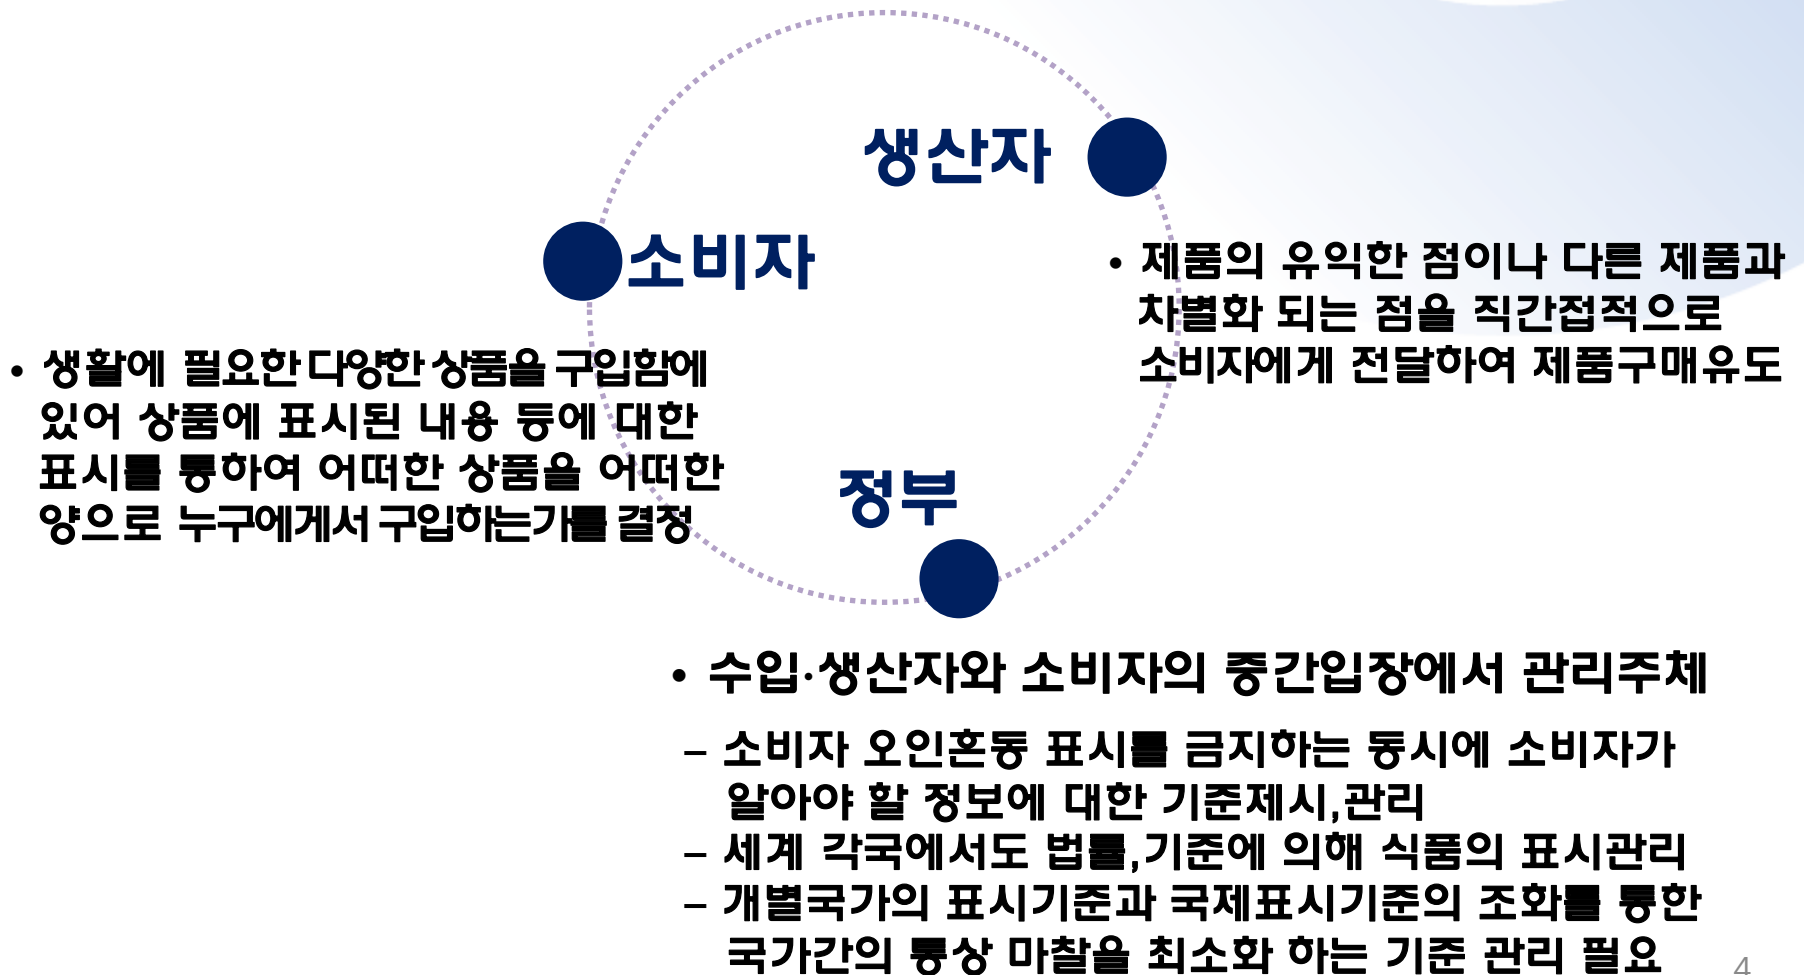 생산자
• 제품의 유익한 점이나 다른 제품과
차별화 되는 점을 직간접적으로
소비자에게 전달하여 제품구매유도
소비자
• 생활에 필요한 다양한 상품을 구입함에
있어 상품에 표시된 내용 등에 대한
표시를 통하여 어떠한 상품을 어떠한
양으로 누구에게서 구입하는가를 결정
정부
• 수입·생산자와 소비자의 중간입장에서 관리주체
– 소비자 오인혼동 표시를 금지하는 동시에 소비자가
알아야 할 정보에 대한 기준제시,관리
– 세계 각국에서도 법률,기준에 의해 식품의 표시관리
– 개별국가의 표시기준과 국제표시기준의 조화를 통한
국가간의 통상 마찰을 최소화 하는 기준 관리 필요
4